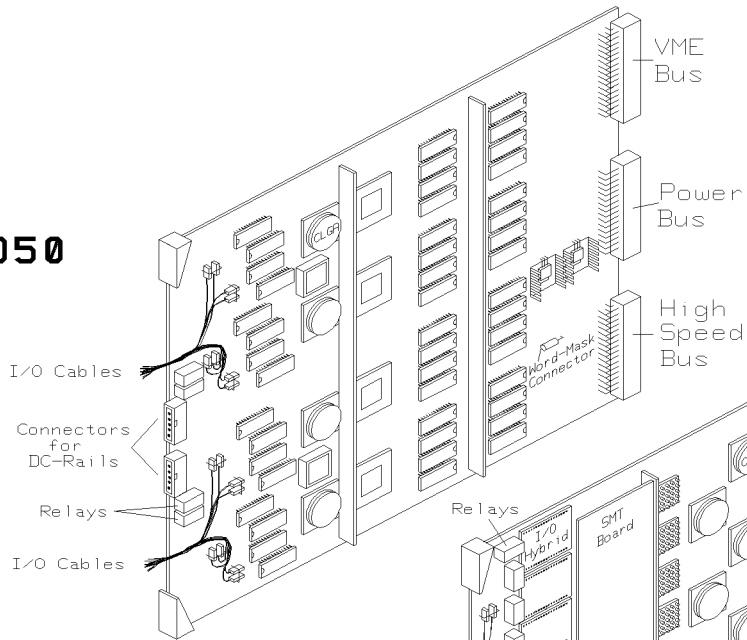 VME
Bus
Power
Bus
CLGA
050
High
Speed
Bus
Word-Mask
Connector
I/O Cables
Connectors
for
DC-Rails
Relays
I/O Cables
Relays
I/O
Hybrid
SMT
Board